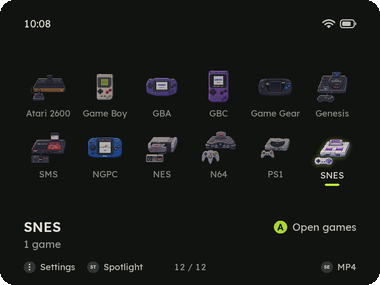 10:08
Atari 2600 Game Boy GBA GBC Game Gear Genesis
SMS NGPC NES N64 PS1 SNES
SNES
A Open games
1 game
Settings ST Spotlight 12 / 12 SE MP4